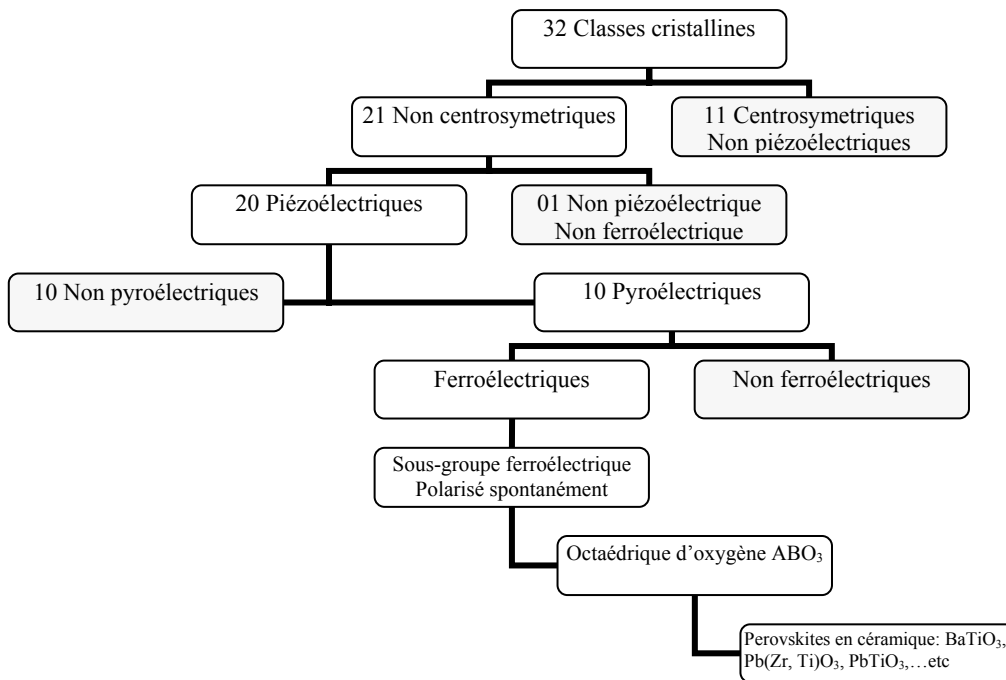 32 Classes cristallines
21 Non centrosymetriques
11 Centrosymetriques
Non piézoélectriques
20 Piézoélectriques
01 Non piézoélectrique
Non ferroélectrique
10 Non pyroélectriques
10 Pyroélectriques
Ferroélectriques
Non ferroélectriques
Sous-groupe ferroélectrique
Polarisé spontanément
Octaédrique d’oxygène ABO₃
Perovskites en céramique: BaTiO₃,
Pb(Zr, Ti)O₃, PbTiO₃,…etc